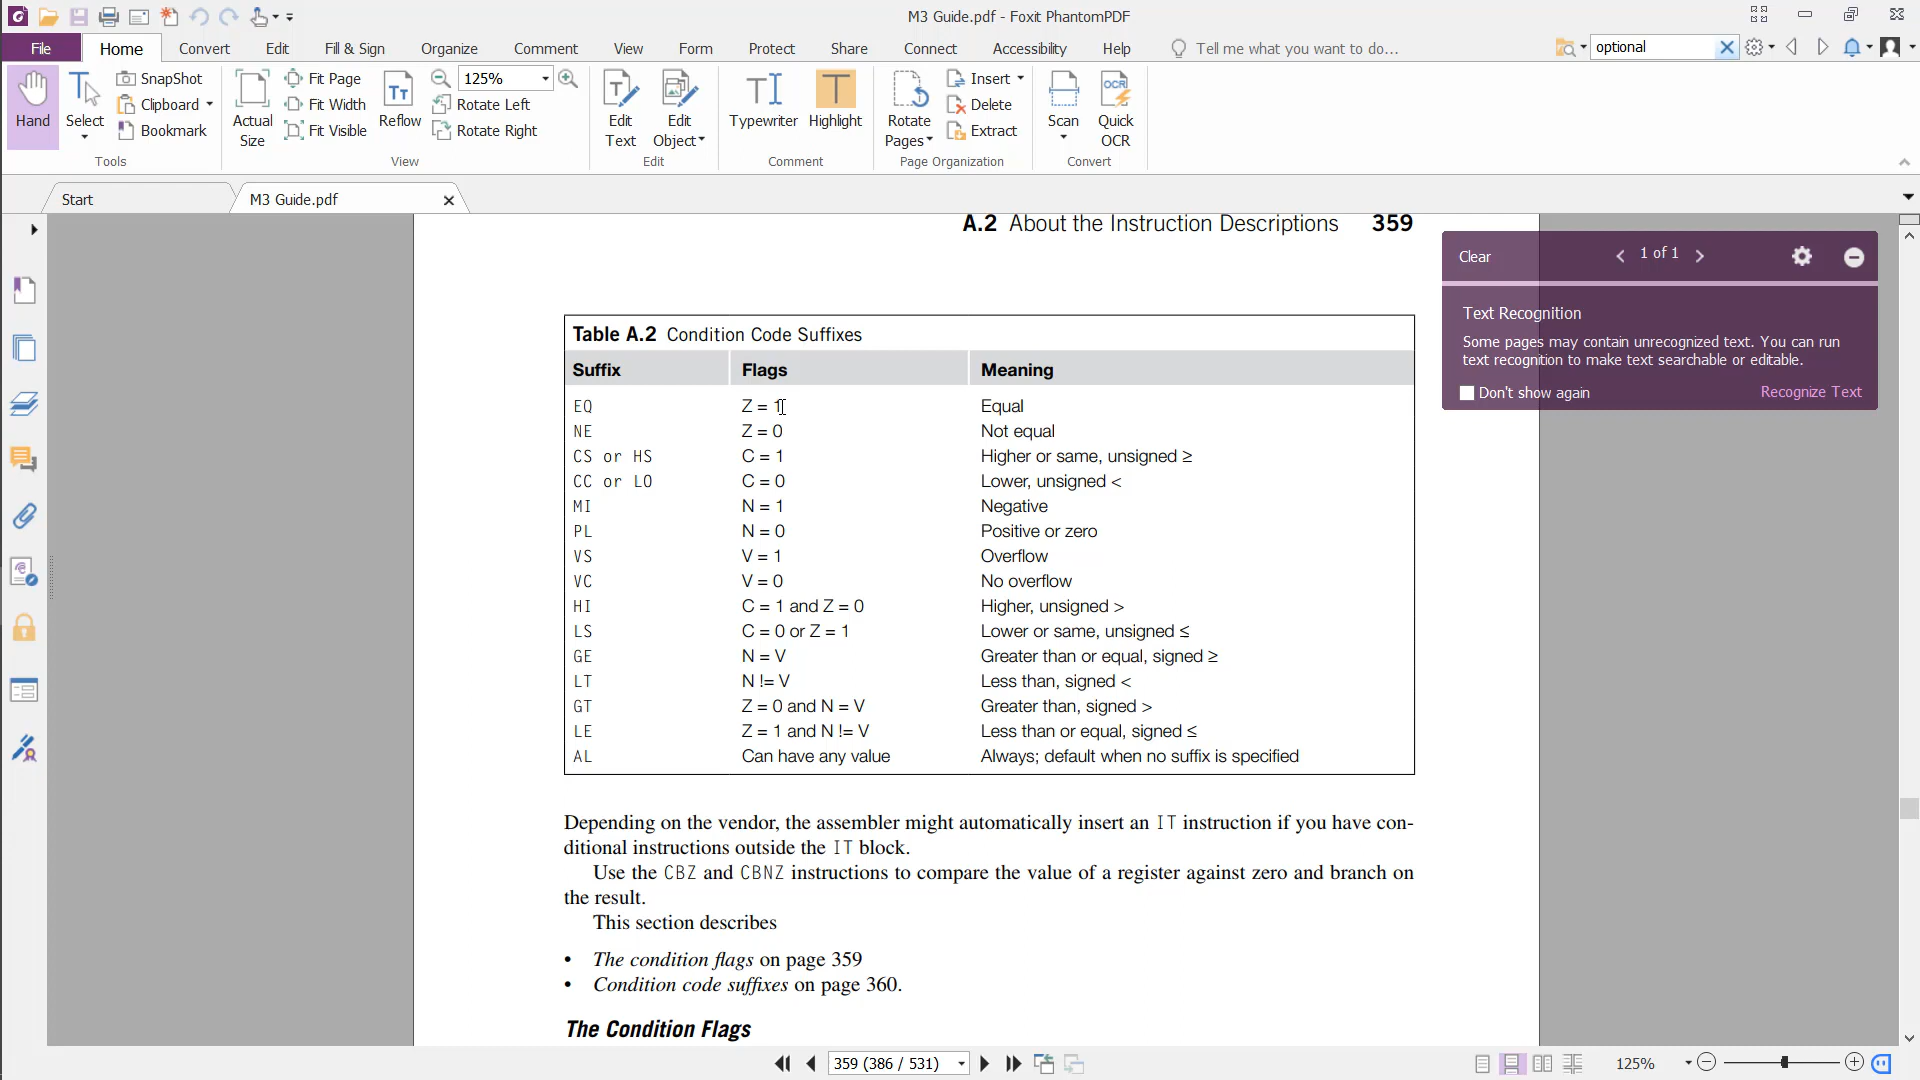 M3 Guide.pdf - Foxit PhantomPDF
File Home Convert Edit Fill & Sign Organize Comment View Form Protect Share Connect Accessibility Help Tell me what you want to do... optional
Hand
Select
SnapShot
Clipboard
Bookmark
Tools
Actual Size
Fit Page
Fit Width
Fit Visible
Reflow
125%
Rotate Left
Rotate Right
View
Edit Text
Edit Object
Edit
Typewriter
Highlight
Comment
Rotate Pages
Insert
Delete
Extract
Page Organization
Scan
OCR
Quick OCR
Convert
Start
M3 Guide.pdf
A.2 About the Instruction Descriptions 359
Clear
1 of 1
Text Recognition
Some pages may contain unrecognized text. You can run
text recognition to make text searchable or editable.
Don't show again Recognize Text
Table A.2 Condition Code Suffixes
Suffix Flags Meaning
EQ Z = 1 Equal
NE Z = 0 Not equal
CS or HS C = 1 Higher or same, unsigned ≥
CC or LO C = 0 Lower, unsigned <
MI N = 1 Negative
PL N = 0 Positive or zero
VS V = 1 Overflow
VC V = 0 No overflow
HI C = 1 and Z = 0 Higher, unsigned >
LS C = 0 or Z = 1 Lower or same, unsigned ≤
GE N = V Greater than or equal, signed ≥
LT N != V Less than, signed <
GT Z = 0 and N = V Greater than, signed >
LE Z = 1 and N != V Less than or equal, signed ≤
AL Can have any value Always; default when no suffix is specified
Depending on the vendor, the assembler might automatically insert an IT instruction if you have con-
ditional instructions outside the IT block.
Use the CBZ and CBNZ instructions to compare the value of a register against zero and branch on
the result.
This section describes
• The condition flags on page 359
• Condition code suffixes on page 360.
The Condition Flags
359 (386 / 531)
125%